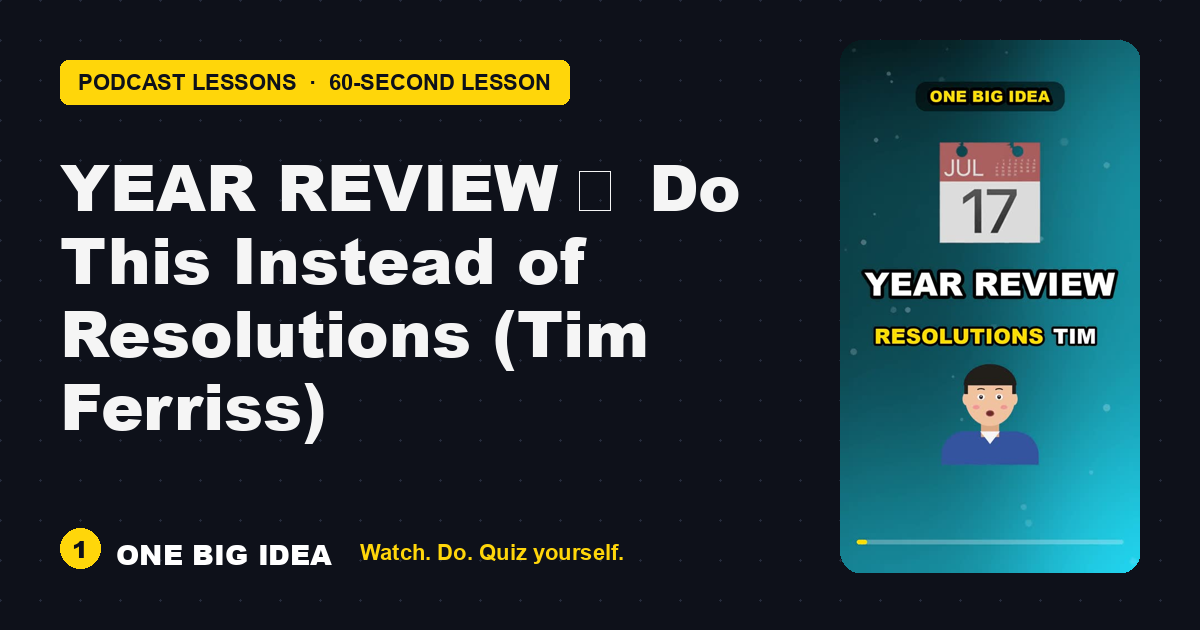 PODCAST LESSONS · 60-SECOND LESSON
YEAR REVIEW □ Do
This Instead of
Resolutions (Tim
Ferriss)
1 ONE BIG IDEA Watch. Do. Quiz yourself.
ONE BIG IDEA
JUL
17
YEAR REVIEW
RESOLUTIONS TIM